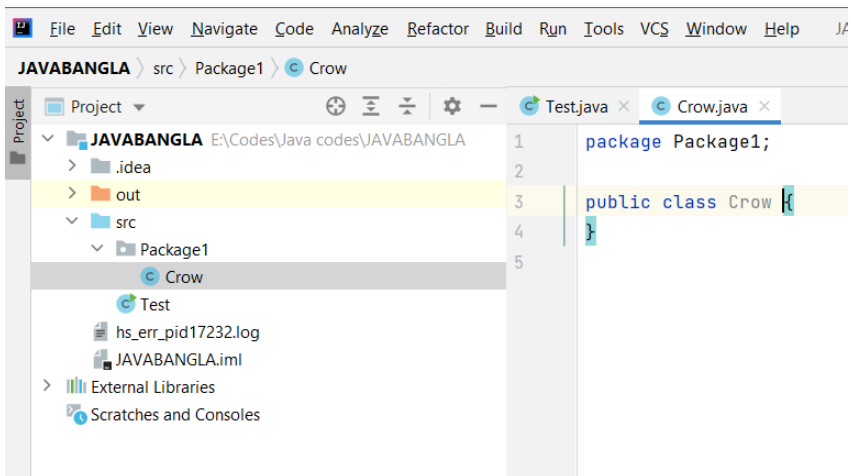 File Edit View Navigate Code Analyze Refactor Build Run Tools VCS Window Help JA
JAVABANGLA src Package1 Crow
Project
Project
Test.java
Crow.java
JAVABANGLA E:\Codes\Java codes\JAVABANGLA
.idea
out
src
Package1
Crow
Test
hs_err_pid17232.log
JAVABANGLA.iml
External Libraries
Scratches and Consoles
1 package Package1;
2
3 public class Crow {
4 }
5